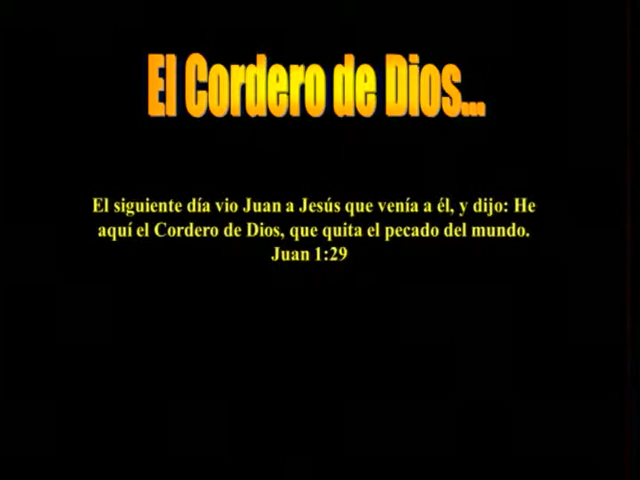 El Cordero de Dios...
El siguiente día vio Juan a Jesús que venía a él, y dijo: He
aquí el Cordero de Dios, que quita el pecado del mundo.
Juan 1:29